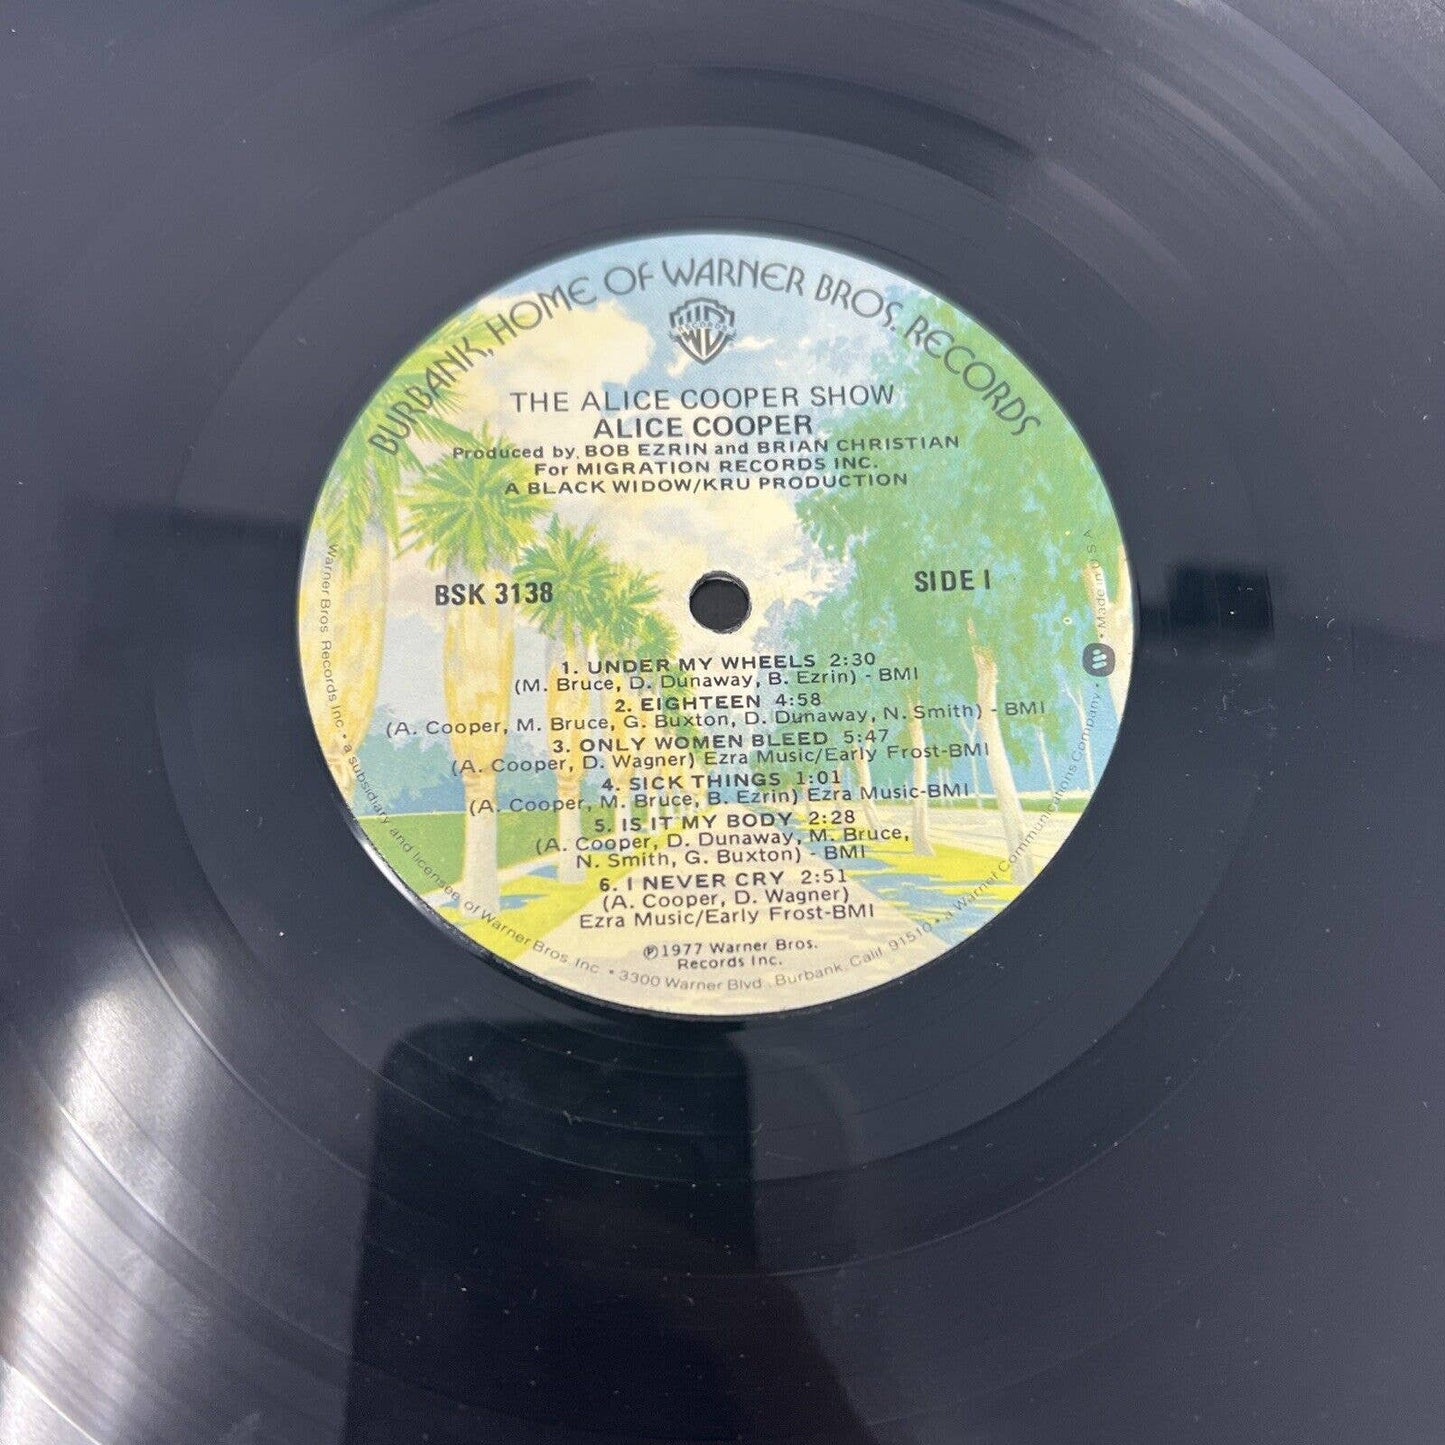 BURBANK, HOME OF WARNER BROS. RECORDS
RECORDS
THE ALICE COOPER SHOW
ALICE COOPER
Produced by, BOB EZRIN and BRIAN CHRISTIAN
For MIGRATION RECORDS INC.
A BLACK WIDOW/KRU PRODUCTION
BSK 3138
SIDE I
1. UNDER MY WHEELS 2:30
(M. Bruce, D. Dunaway, B. Ezrin) - BMI
2. EIGHTEEN 4:58
(A. Cooper, M. Bruce, G. Buxton, D. Dunaway, N. Smith) - BMI
3. ONLY WOMEN BLEED 5:47
(A. Cooper, D. Wagner) Ezra Music/Early Frost-BMI
4. SICK THINGS 1:01
(A. Cooper, M. Bruce, B. Ezrin) Ezra Music-BMI
5. IS IT MY BODY 2:28
(A. Cooper, D. Dunaway, M. Bruce,
N. Smith, G. Buxton) - BMI
6. I NEVER CRY 2:51
(A. Cooper, D. Wagner)
Ezra Music/Early Frost-BMI
℗1977 Warner Bros.
Records Inc.
Warner Bros. Records Inc. • a subsidiary and licensee of Warner Bros. Inc. • 3300 Warner Blvd., Burbank, Calif. 91510 • a Warner Communications Company • Made in U.S.A.